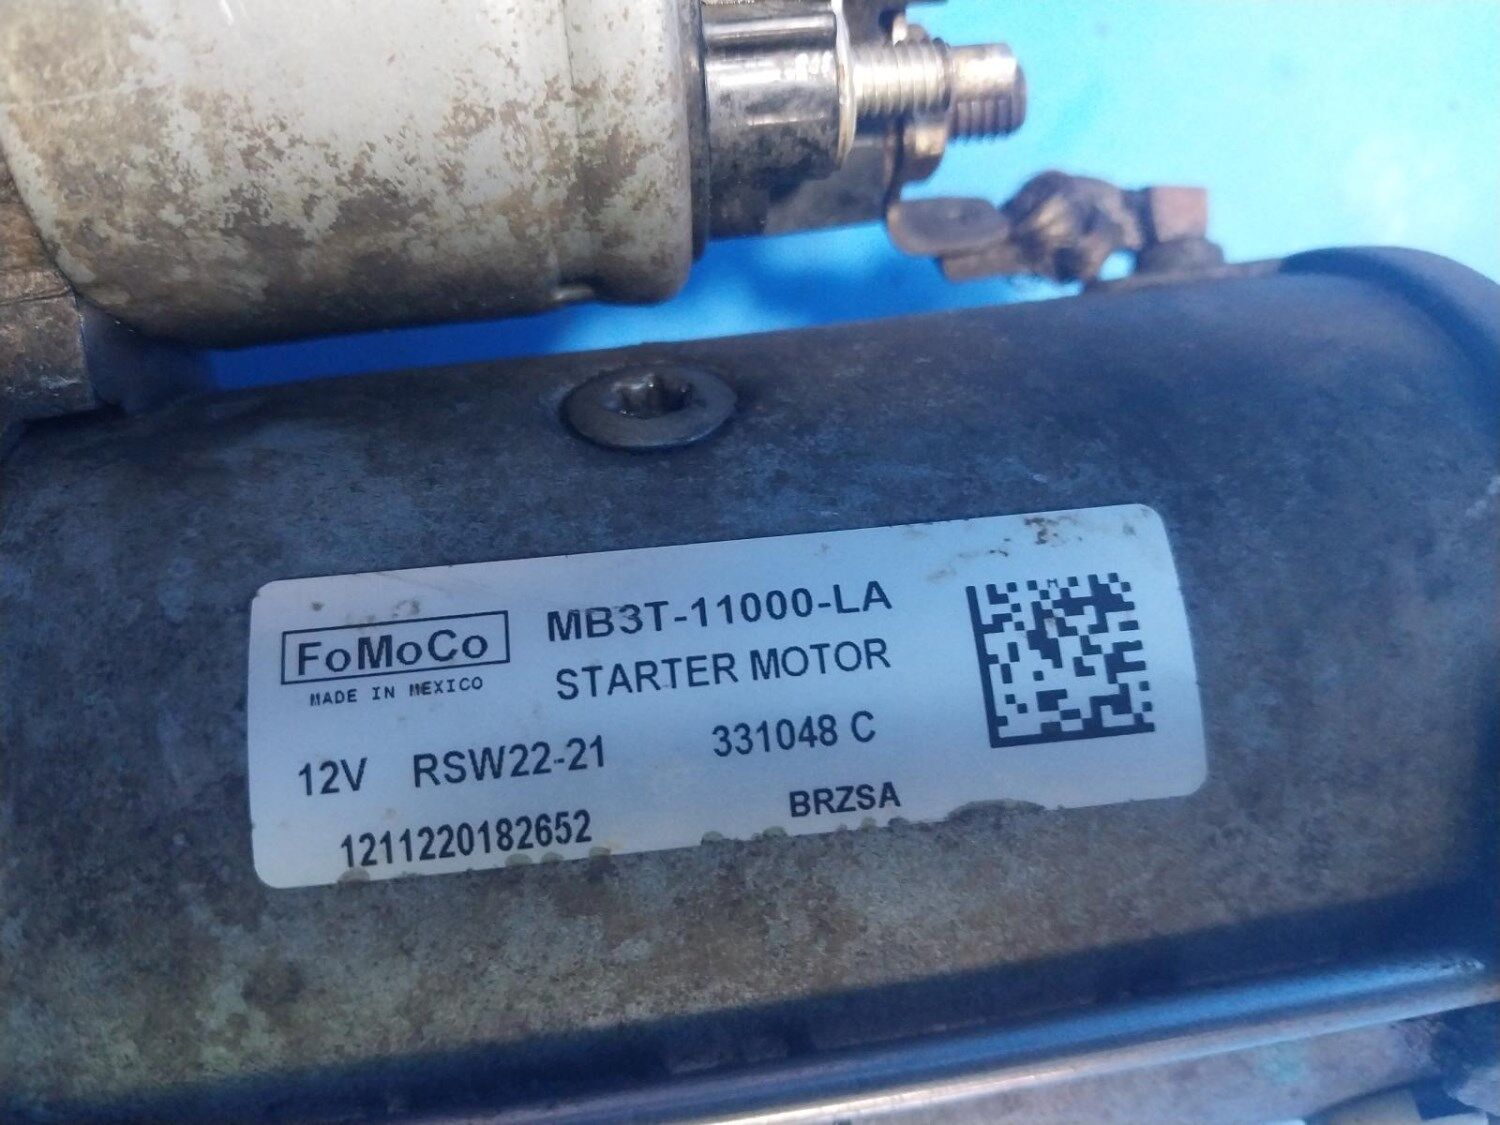 FoMoCo
MADE IN MEXICO
MB3T-11000-LA
STARTER MOTOR
12V RSW22-21 331048 C
1211220182652 BRZSA